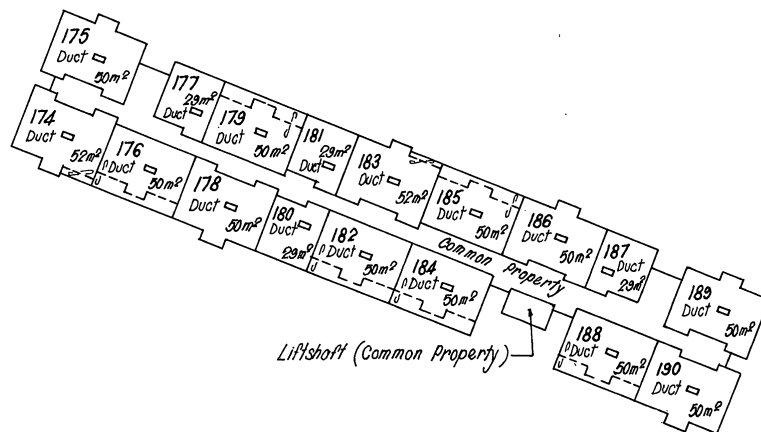 175
Duct
50m²
177
29m²
Duct
179
Duct
50m²
181
29m²
Duct
183
Duct
52m²
185
Duct
50m²
186
Duct
50m²
187
Duct
29m²
189
Duct
50m²
174
Duct
52m²
176
Duct
50m²
178
Duct
50m²
180
Duct
29m²
182
Duct
50m²
184
Duct
50m²
Common Property
188
Duct
50m²
190
Duct
50m²
Liftshaft (Common Property)